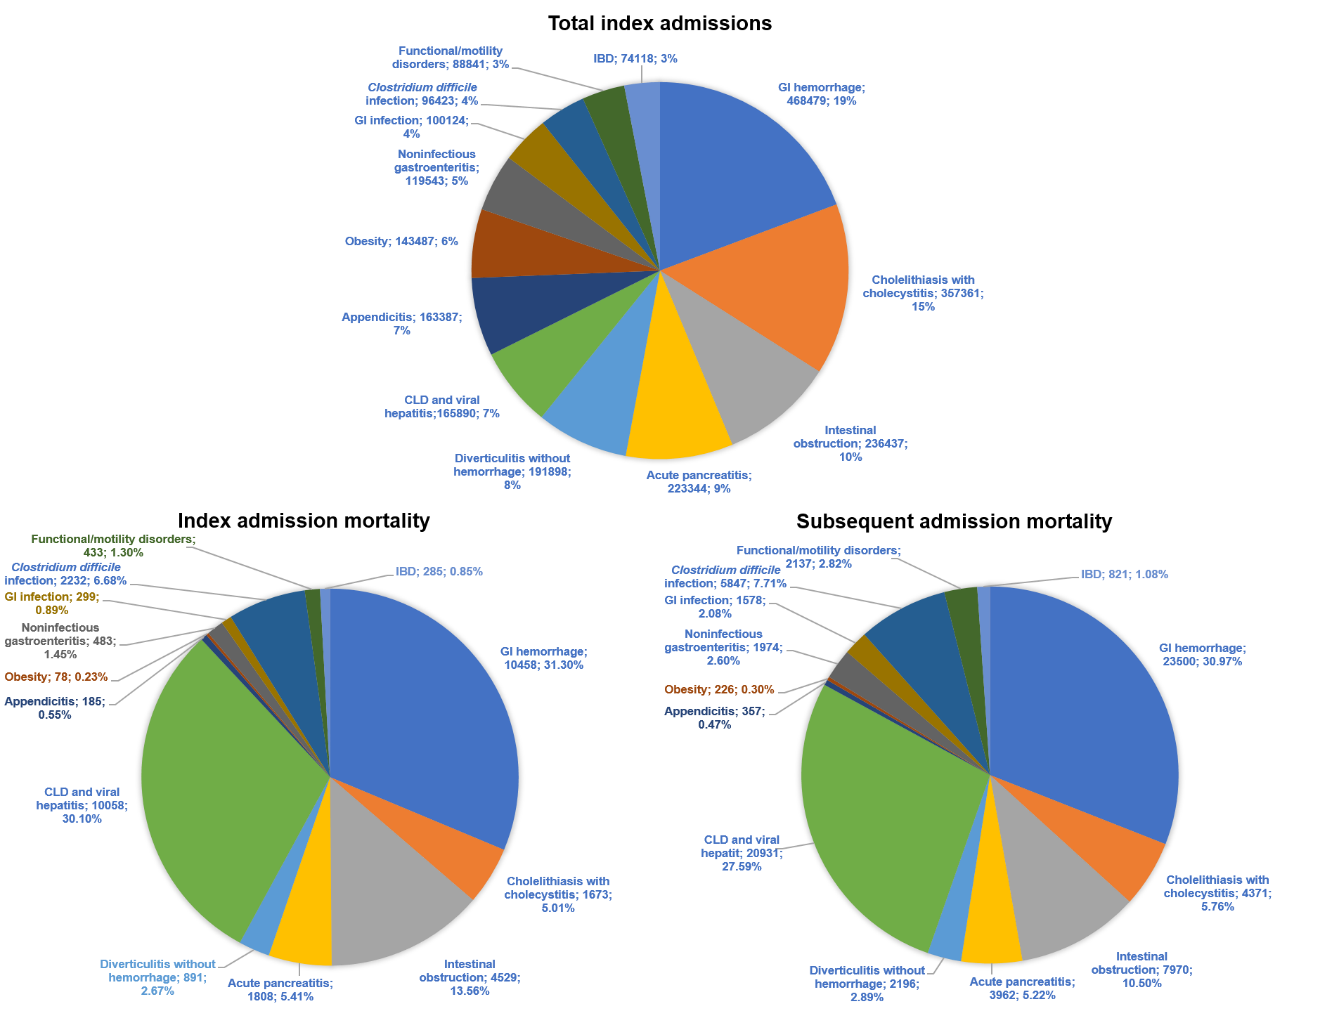 Total index admissions
Functional/motility
disorders; 88841; 3%
IBD; 74118; 3%
GI hemorrhage;
468479; 19%
Clostridium difficile
infection; 96423; 4%
GI infection; 100124;
4%
Noninfectious
gastroenteritis;
119543; 5%
Obesity; 143487; 6%
Cholelithiasis with
cholecystitis; 357361;
15%
Appendicitis; 163387;
7%
CLD and viral
hepatitis;165890; 7%
Intestinal
obstruction; 236437;
10%
Diverticulitis without
hemorrhage; 191898;
8%
Acute pancreatitis;
223344; 9%
Index admission mortality
Functional/motility disorders;
433; 1.30%
Clostridium difficile
infection; 2232; 6.68%
IBD; 285; 0.85%
GI infection; 299;
0.89%
Noninfectious
gastroenteritis; 483;
1.45%
GI hemorrhage;
10458; 31.30%
Obesity; 78; 0.23%
Appendicitis; 185;
0.55%
CLD and viral
hepatitis; 10058;
30.10%
Cholelithiasis with
cholecystitis; 1673;
5.01%
Diverticulitis without
hemorrhage; 891;
2.67%
Acute pancreatitis;
1808; 5.41%
Intestinal
obstruction; 4529;
13.56%
Subsequent admission mortality
Functional/motility disorders;
2137; 2.82%
Clostridium difficile
infection; 5847; 7.71%
IBD; 821; 1.08%
GI infection; 1578;
2.08%
Noninfectious
gastroenteritis; 1974;
2.60%
GI hemorrhage;
23500; 30.97%
Obesity; 226; 0.30%
Appendicitis; 357;
0.47%
CLD and viral
hepatit; 20931;
27.59%
Cholelithiasis with
cholecystitis; 4371;
5.76%
Diverticulitis without
hemorrhage; 2196;
2.89%
Acute pancreatitis;
3962; 5.22%
Intestinal
obstruction; 7970;
10.50%